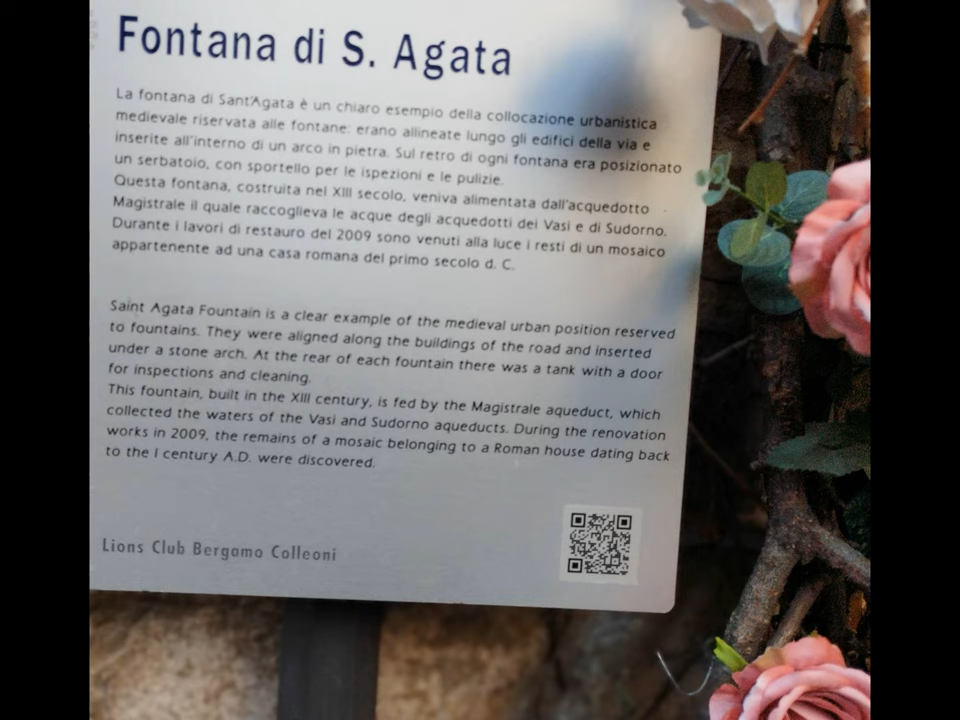 Fontana di S. Agata
La fontana di Sant'Agata è un chiaro esempio della collocazione urbanistica
medievale riservata alle fontane: erano allineate lungo gli edifici della via e
inserite all'interno di un arco in pietra. Sul retro di ogni fontana era posizionato
un serbatoio, con sportello per le ispezioni e le pulizie.
Questa fontana, costruita nel XIII secolo, veniva alimentata dall'acquedotto
Magistrale il quale raccoglieva le acque degli acquedotti dei Vasi e di Sudorno.
Durante i lavori di restauro del 2009 sono venuti alla luce i resti di un mosaico
appartenente ad una casa romana del primo secolo d. C.
Saint Agata Fountain is a clear example of the medieval urban position reserved
to fountains. They were aligned along the buildings of the road and inserted
under a stone arch. At the rear of each fountain there was a tank with a door
for inspections and cleaning.
This fountain, built in the XIII century, is fed by the Magistrale aqueduct, which
collected the waters of the Vasi and Sudorno aqueducts. During the renovation
works in 2009, the remains of a mosaic belonging to a Roman house dating back
to the I century A.D. were discovered.
Lions Club Bergamo Colleoni